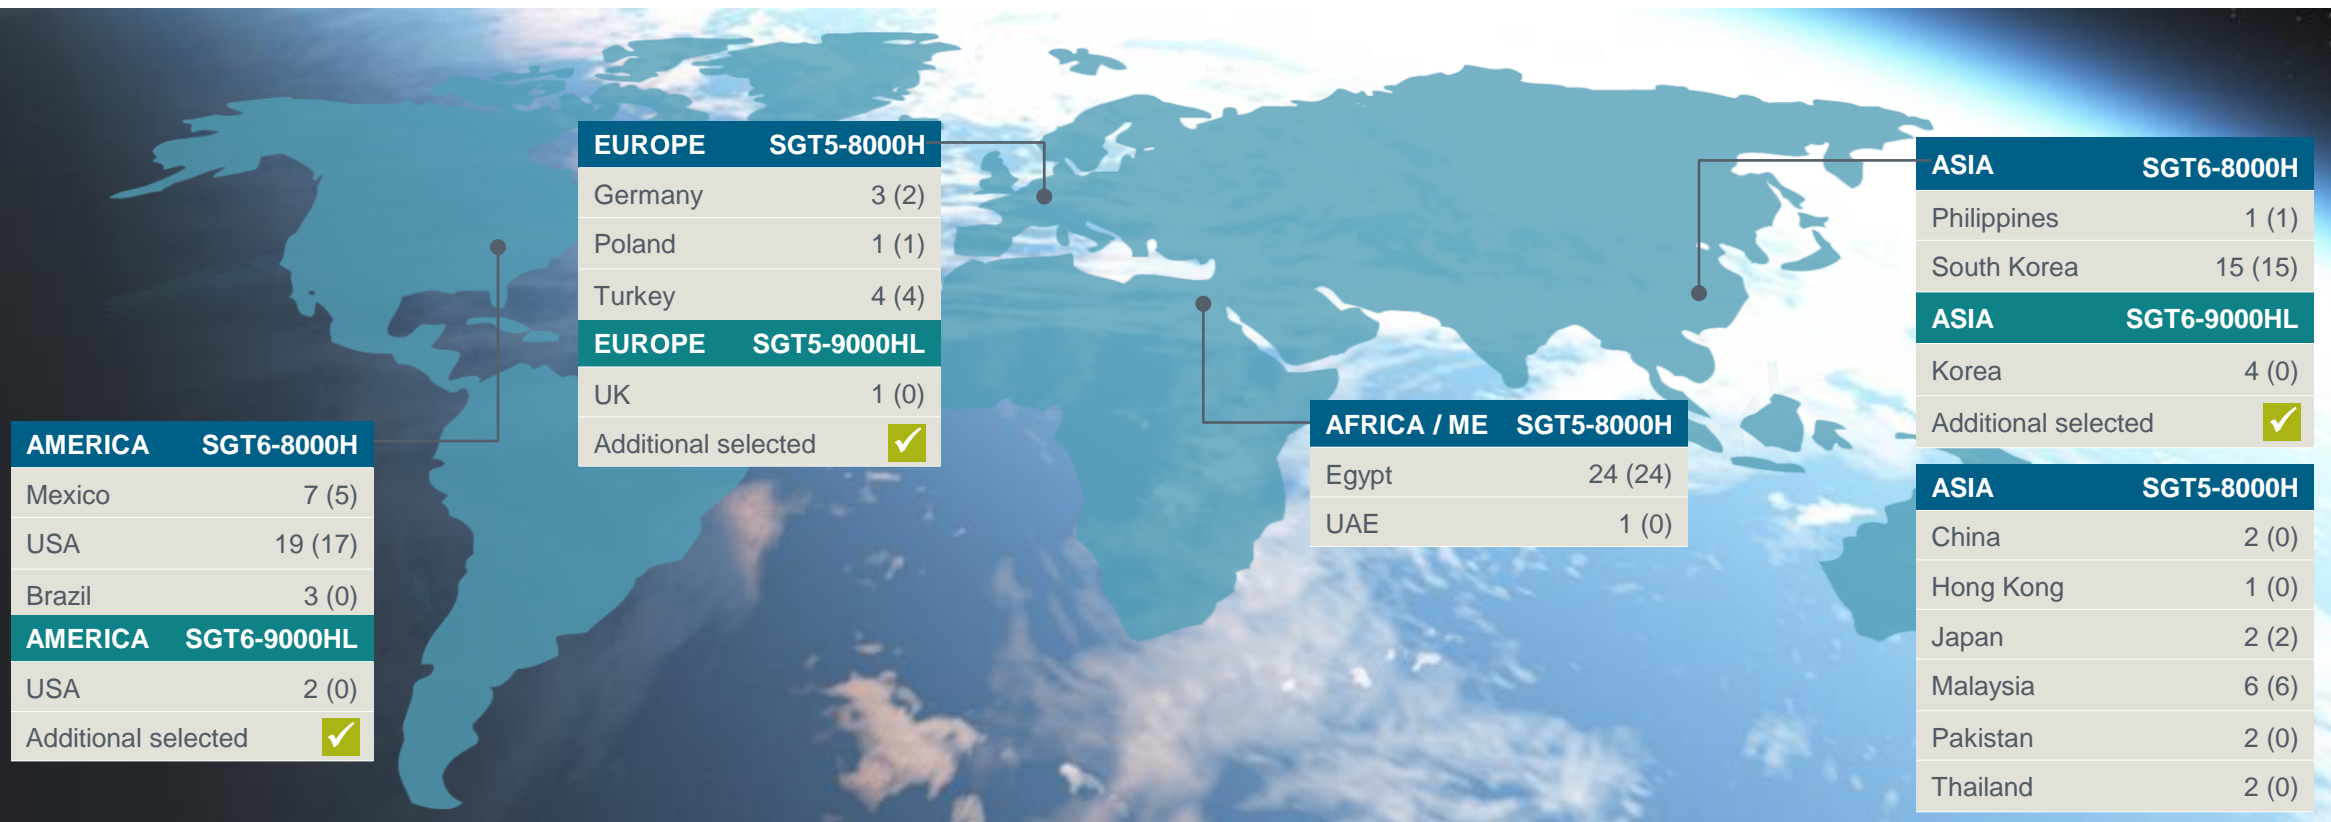 EUROPE SGT5-8000H
Germany 3 (2)
Poland 1 (1)
Turkey 4 (4)
EUROPE SGT5-9000HL
UK 1 (0)
Additional selected
AMERICA SGT6-8000H
Mexico 7 (5)
USA 19 (17)
Brazil 3 (0)
AMERICA SGT6-9000HL
USA 2 (0)
Additional selected
AFRICA / ME SGT5-8000H
Egypt 24 (24)
UAE 1 (0)
ASIA SGT6-8000H
Philippines 1 (1)
South Korea 15 (15)
ASIA SGT6-9000HL
Korea 4 (0)
Additional selected
ASIA SGT5-8000H
China 2 (0)
Hong Kong 1 (0)
Japan 2 (2)
Malaysia 6 (6)
Pakistan 2 (0)
Thailand 2 (0)